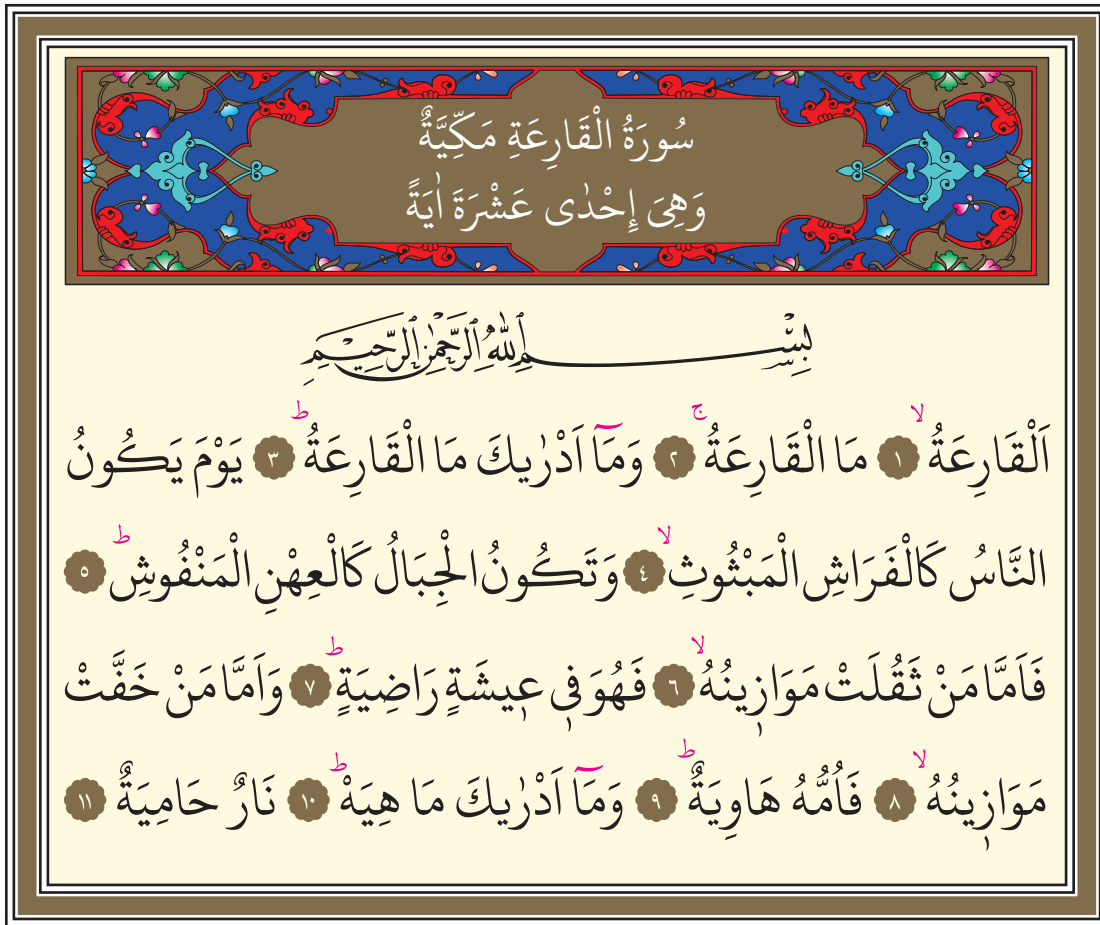 سُورَةُ الْقَارِعَةِ مَكِّيَّةٌ
وَهِىَ إِحْدٰى عَشْرَةَ اٰيَةً
بِسْمِ اللّٰهِ الرَّحْمٰنِ الرَّحِيمِ
اَلْقَارِعَةُۙ ﴿١﴾ مَا الْقَارِعَةُۚ ﴿٢﴾ وَمَٓا اَدْرٰيكَ مَا الْقَارِعَةُۜ ﴿٣﴾ يَوْمَ يَكُونُ
النَّاسُ كَالْفَرَاشِ الْمَبْثُوثِۙ ﴿٤﴾ وَتَكُونُ الْجِبَالُ كَالْعِهْنِ الْمَنْفُوشِۜ ﴿٥﴾
فَاَمَّا مَنْ ثَقُلَتْ مَوَازٖينُهُۙ ﴿٦﴾ فَهُوَ فٖى عٖيشَةٍ رَاضِيَةٍۜ ﴿٧﴾ وَاَمَّا مَنْ خَفَّتْ
مَوَازٖينُهُۙ ﴿٨﴾ فَاُمُّهُ هَاوِيَةٌۜ ﴿٩﴾ وَمَٓا اَدْرٰيكَ مَا هِيَهْۜ ﴿١٠﴾ نَارٌ حَامِيَةٌ ﴿١١﴾